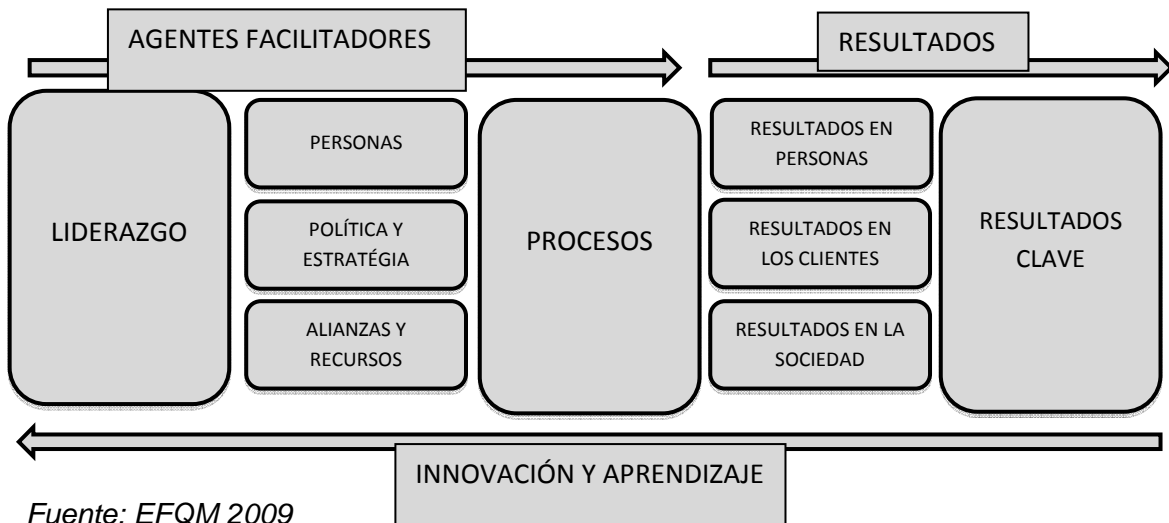 AGENTES FACILITADORES
RESULTADOS
LIDERAZGO
PERSONAS
POLÍTICA Y
ESTRATÉGIA
ALIANZAS Y
RECURSOS
PROCESOS
RESULTADOS EN
PERSONAS
RESULTADOS EN
LOS CLIENTES
RESULTADOS EN LA
SOCIEDAD
RESULTADOS
CLAVE
INNOVACIÓN Y APRENDIZAJE
Fuente: EFQM 2009